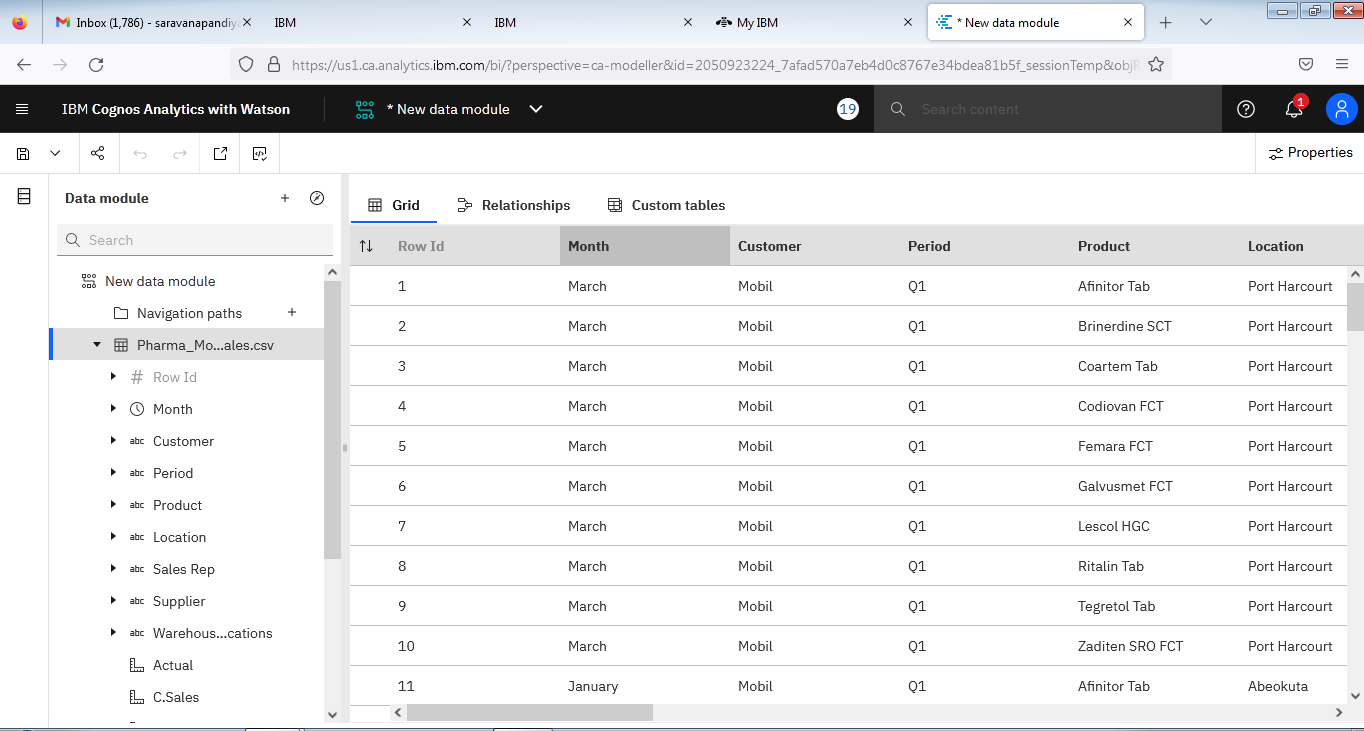 Inbox (1,786) - saravanapandiy IBM IBM My IBM * New data module
https://us1.ca.analytics.ibm.com/bi/?perspective=ca-modeller&id=2050923224_7afad570a7eb4d0c8767e34bdea81b5f_sessionTemp&objR
IBM Cognos Analytics with Watson * New data module 19 Search content 1
Properties
Data module
Grid Relationships Custom tables
Search
Row Id Month Customer Period Product Location
New data module
Navigation paths
Pharma_Mo...ales.csv
# Row Id
Month
abc Customer
abc Period
abc Product
abc Location
abc Sales Rep
abc Supplier
abc Warehous...cations
Actual
C.Sales
1 March Mobil Q1 Afinitor Tab Port Harcourt
2 March Mobil Q1 Brinerdine SCT Port Harcourt
3 March Mobil Q1 Coartem Tab Port Harcourt
4 March Mobil Q1 Codiovan FCT Port Harcourt
5 March Mobil Q1 Femara FCT Port Harcourt
6 March Mobil Q1 Galvusmet FCT Port Harcourt
7 March Mobil Q1 Lescol HGC Port Harcourt
8 March Mobil Q1 Ritalin Tab Port Harcourt
9 March Mobil Q1 Tegretol Tab Port Harcourt
10 March Mobil Q1 Zaditen SRO FCT Port Harcourt
11 January Mobil Q1 Afinitor Tab Abeokuta